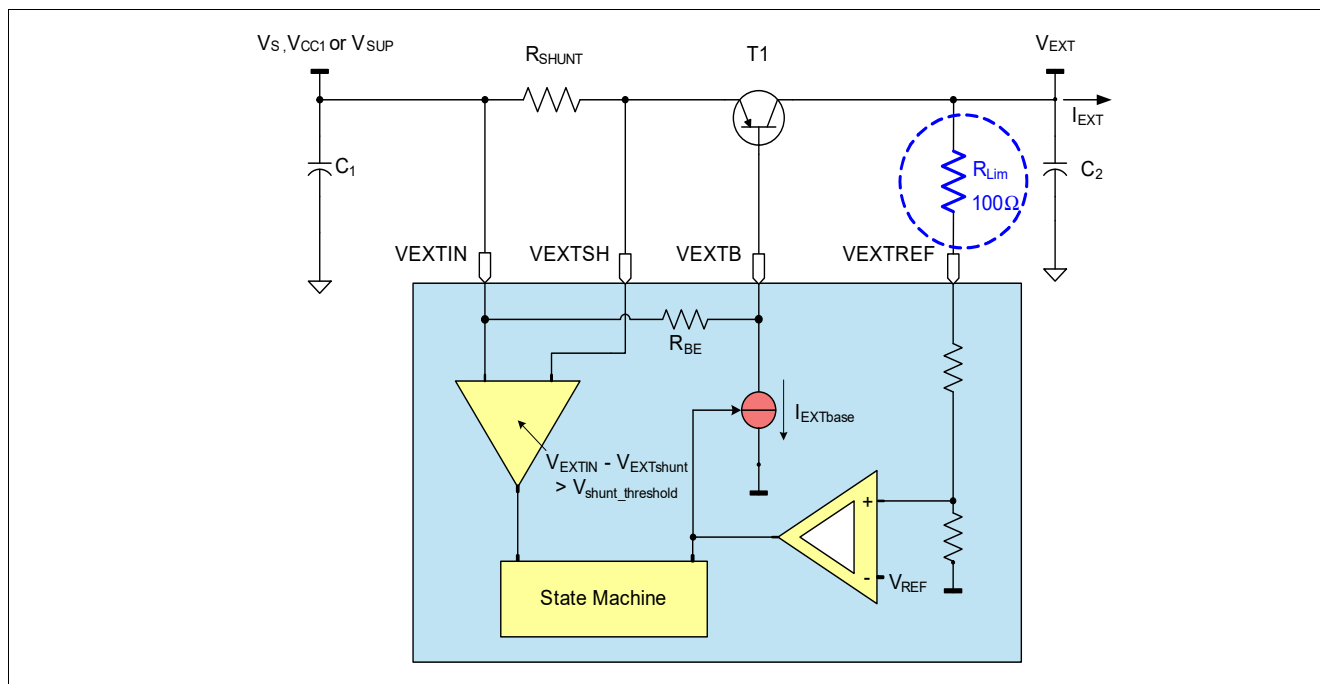 VS ,VCC1 or VSUP
RSHUNT
T1
VEXT
IEXT
C1
RLim
100Ω
C2
VEXTIN
VEXTSH
VEXTB
VEXTREF
RBE
IEXTbase
VEXTIN - VEXTshunt
> Vshunt_threshold
+
-
VREF
State Machine